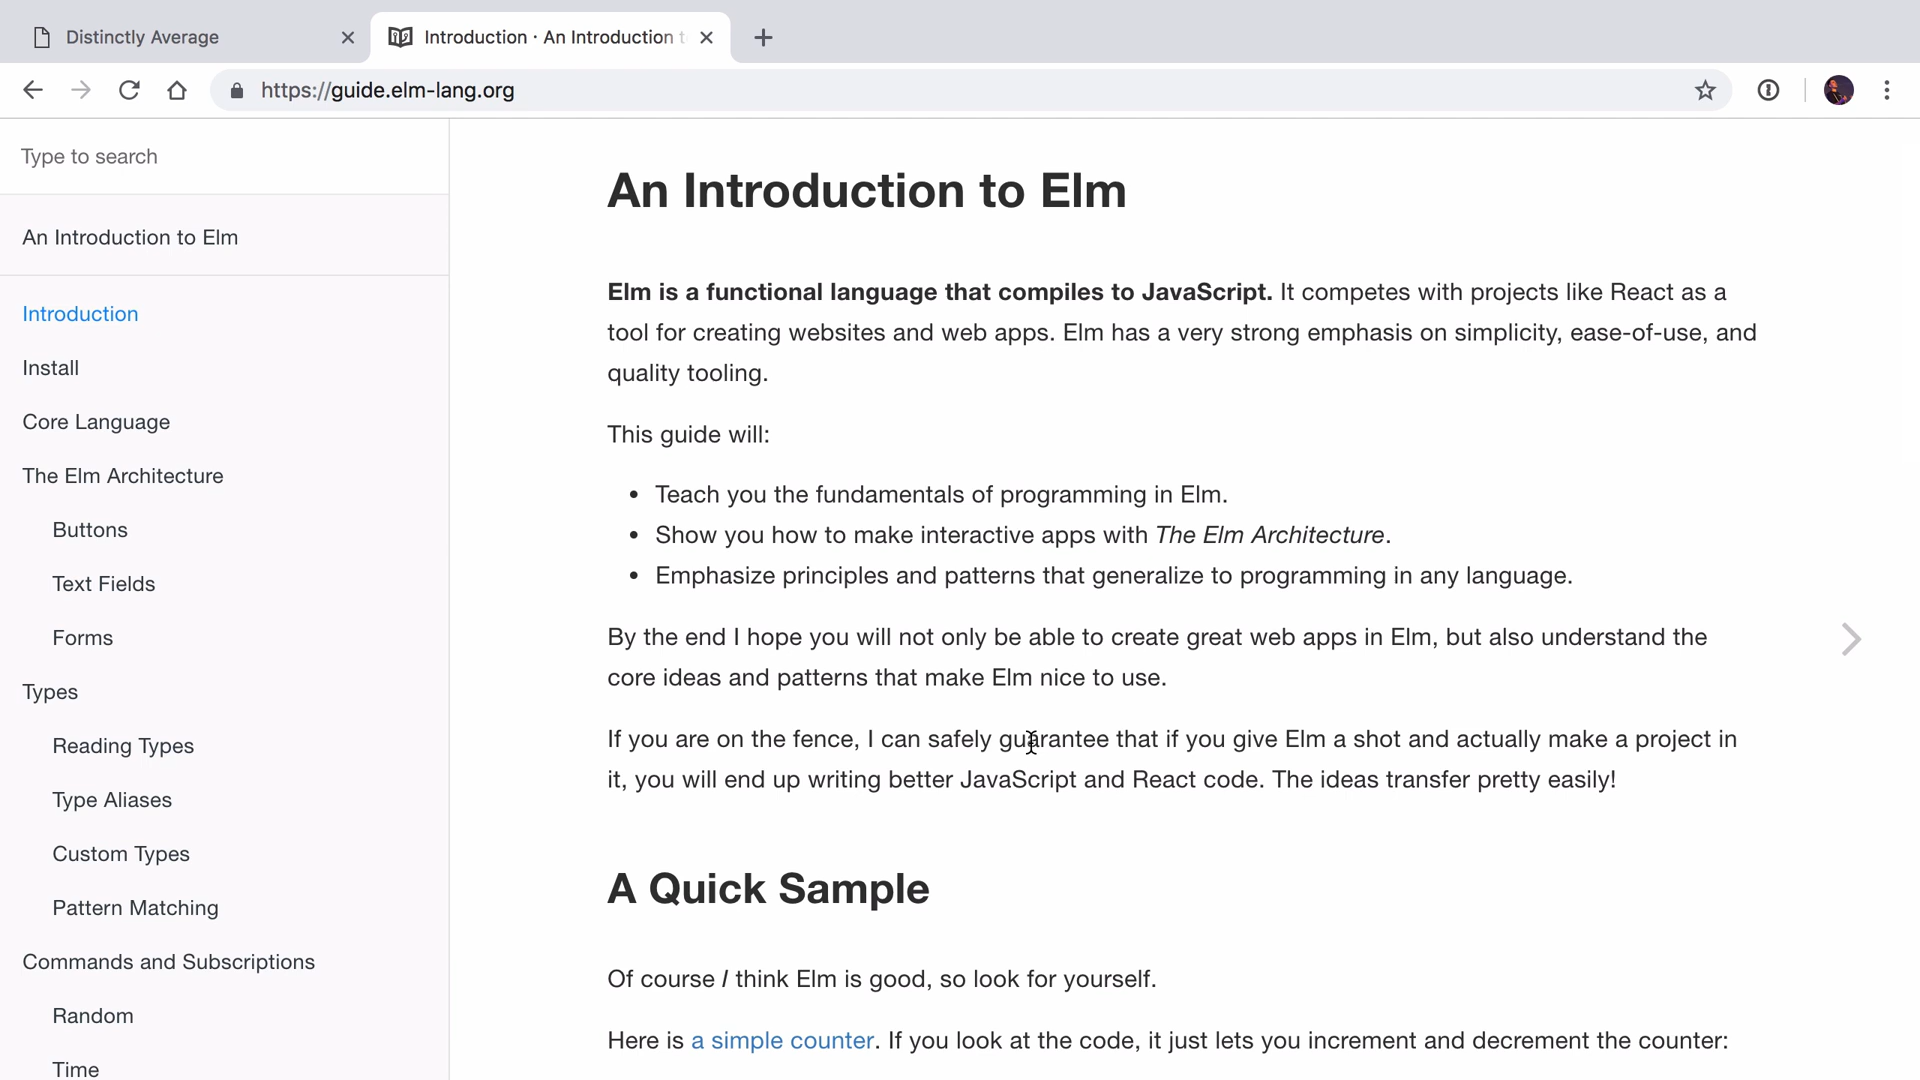 Distinctly Average
Introduction · An Introduction t
https://guide.elm-lang.org
Type to search
An Introduction to Elm
Introduction
Install
Core Language
The Elm Architecture
Buttons
Text Fields
Forms
Types
Reading Types
Type Aliases
Custom Types
Pattern Matching
Commands and Subscriptions
Random
Time
An Introduction to Elm
Elm is a functional language that compiles to JavaScript. It competes with projects like React as a
tool for creating websites and web apps. Elm has a very strong emphasis on simplicity, ease-of-use, and
quality tooling.
This guide will:
• Teach you the fundamentals of programming in Elm.
• Show you how to make interactive apps with The Elm Architecture.
• Emphasize principles and patterns that generalize to programming in any language.
By the end I hope you will not only be able to create great web apps in Elm, but also understand the
core ideas and patterns that make Elm nice to use.
If you are on the fence, I can safely guarantee that if you give Elm a shot and actually make a project in
it, you will end up writing better JavaScript and React code. The ideas transfer pretty easily!
A Quick Sample
Of course I think Elm is good, so look for yourself.
Here is a simple counter. If you look at the code, it just lets you increment and decrement the counter: